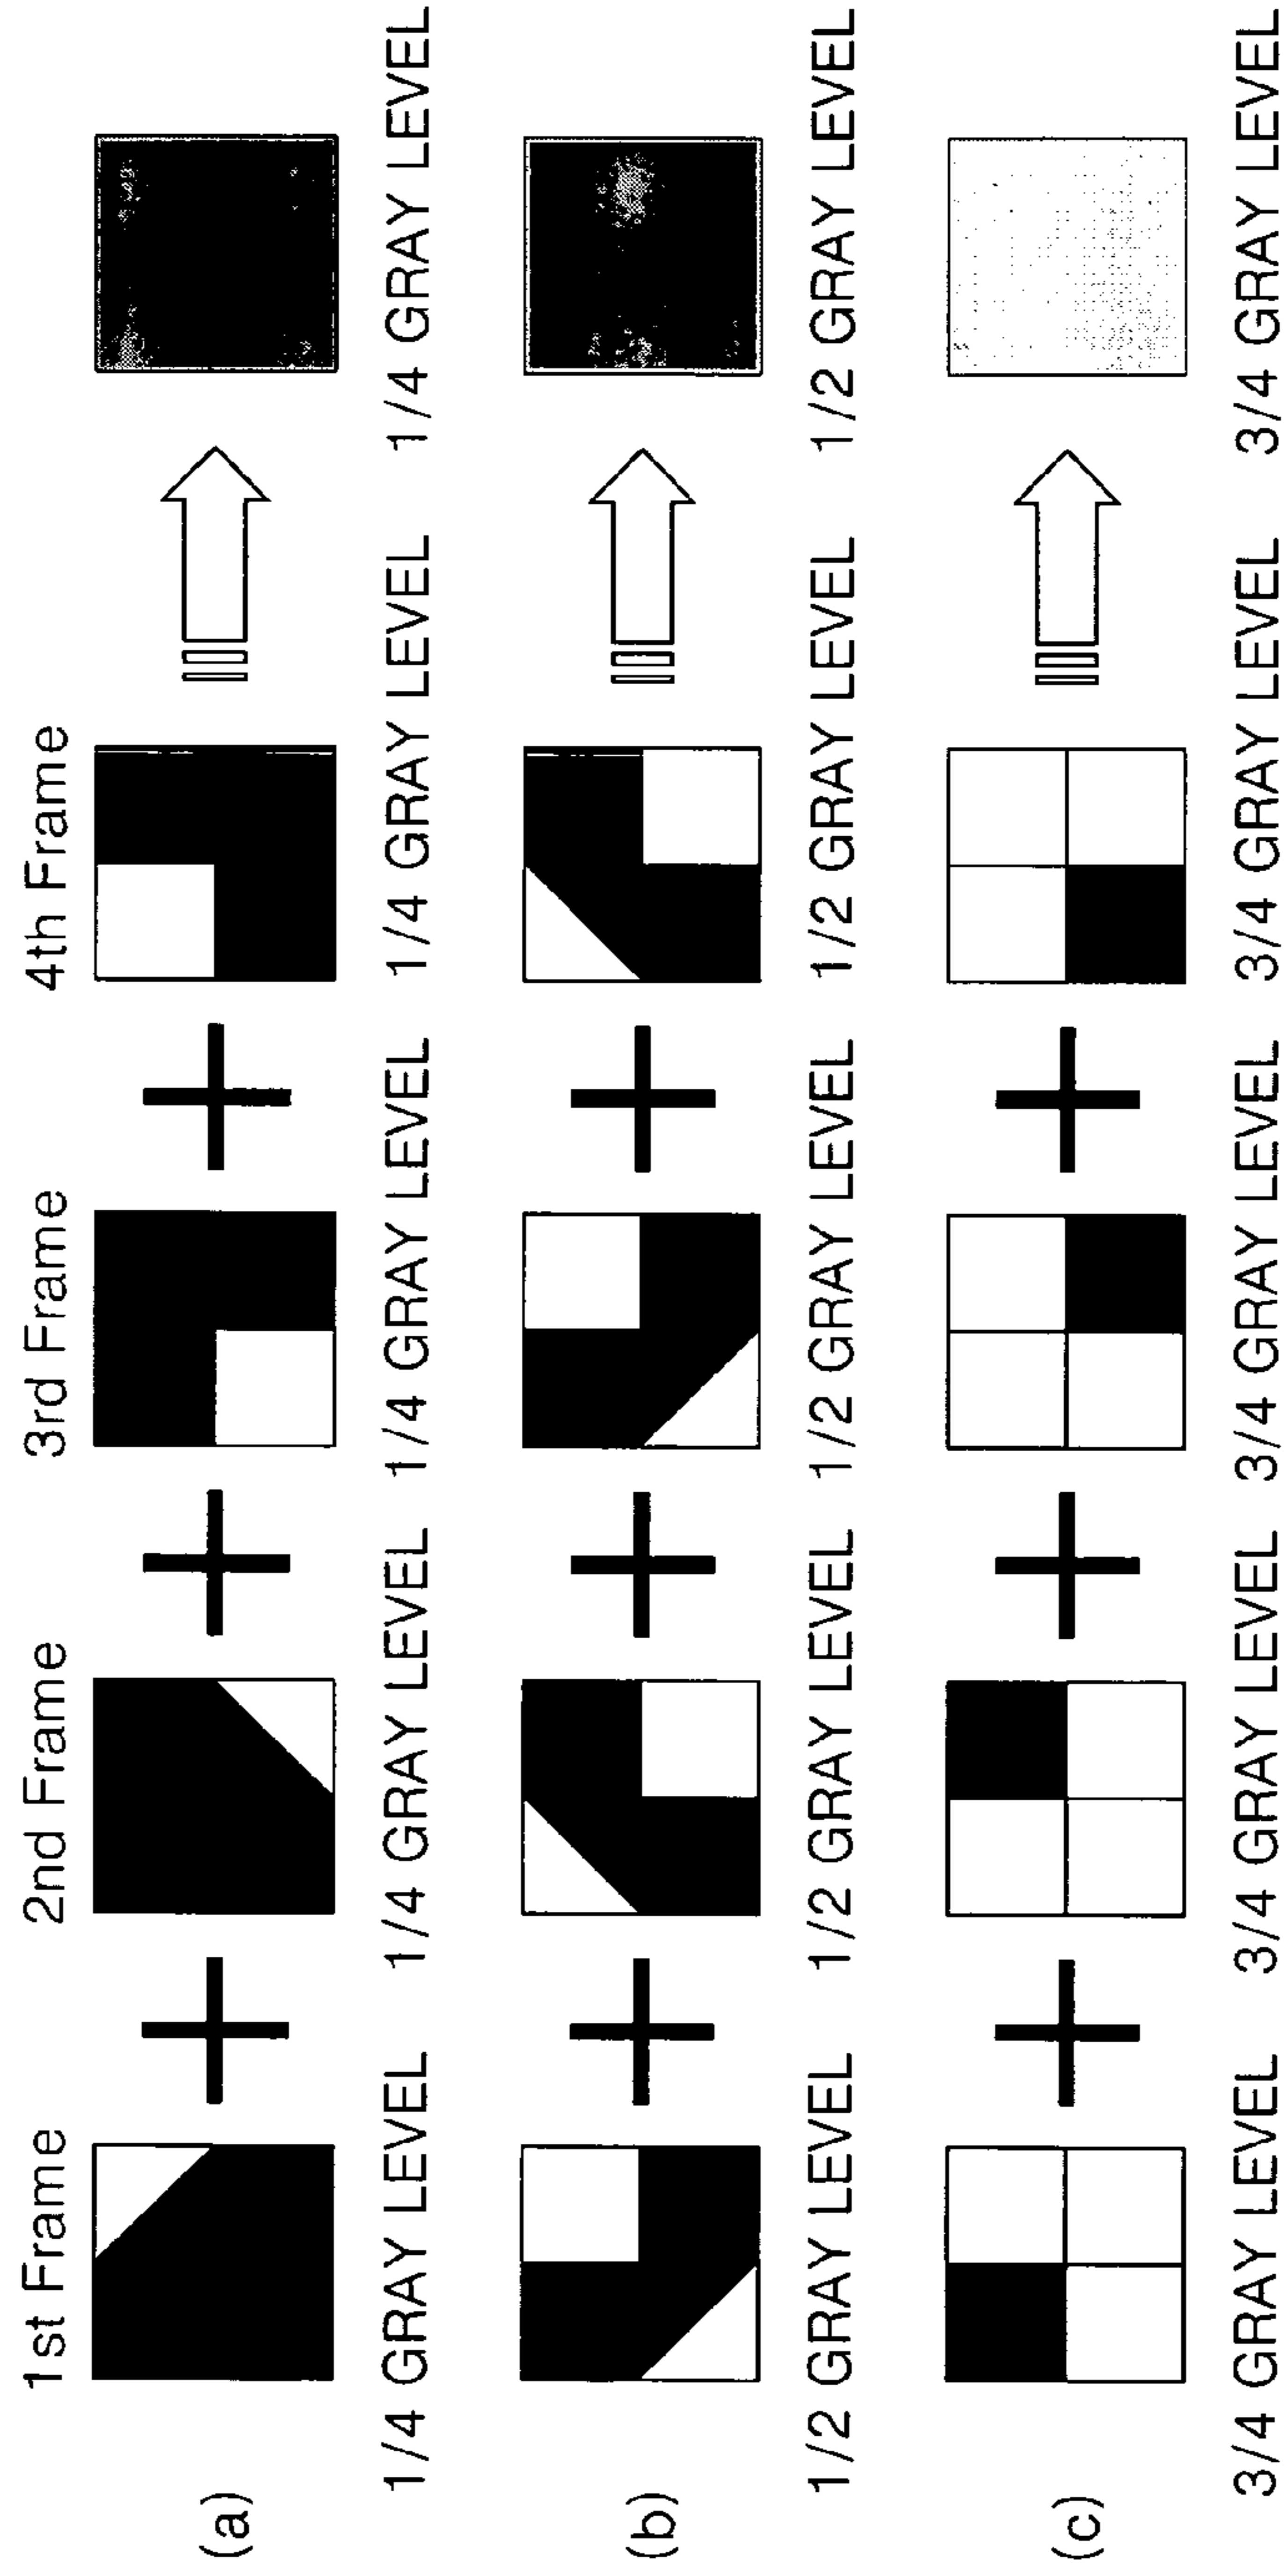 1st Frame 2nd Frame 3rd Frame 4th Frame
(a)
1/4 GRAY LEVEL 1/4 GRAY LEVEL 1/4 GRAY LEVEL 1/4 GRAY LEVEL 1/4 GRAY LEVEL
(b)
1/2 GRAY LEVEL 1/2 GRAY LEVEL 1/2 GRAY LEVEL 1/2 GRAY LEVEL 1/2 GRAY LEVEL
(c)
3/4 GRAY LEVEL 3/4 GRAY LEVEL 3/4 GRAY LEVEL 3/4 GRAY LEVEL 3/4 GRAY LEVEL